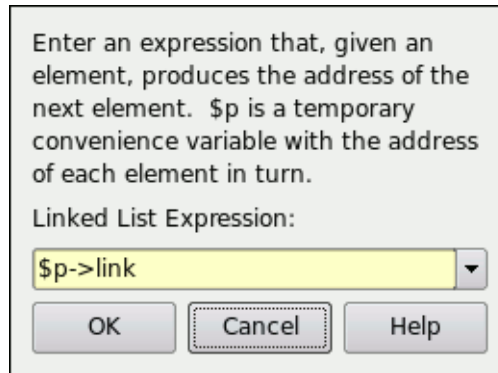 Enter an expression that, given an
element, produces the address of the
next element.  $p is a temporary
convenience variable with the address
of each element in turn.
Linked List Expression:
$p->link
OK Cancel Help